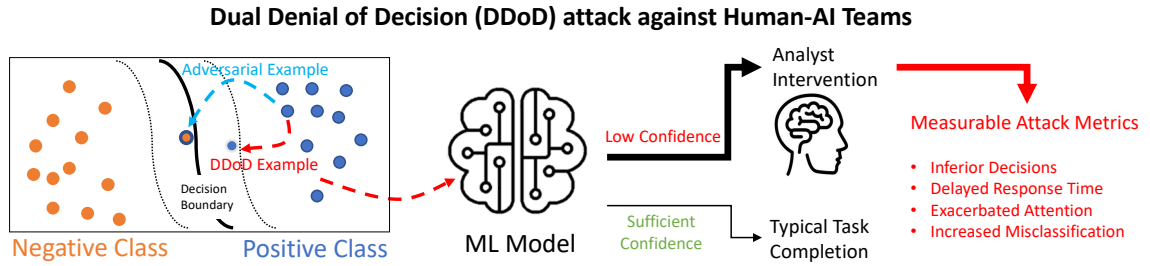 Dual Denial of Decision (DDoD) attack against Human-AI Teams
Adversarial Example
DDoD Example
Decision
Boundary
Negative Class
Positive Class
ML Model
Low Confidence
Sufficient
Confidence
Analyst
Intervention
Typical Task
Completion
Measurable Attack Metrics
• Inferior Decisions
• Delayed Response Time
• Exacerbated Attention
• Increased Misclassification